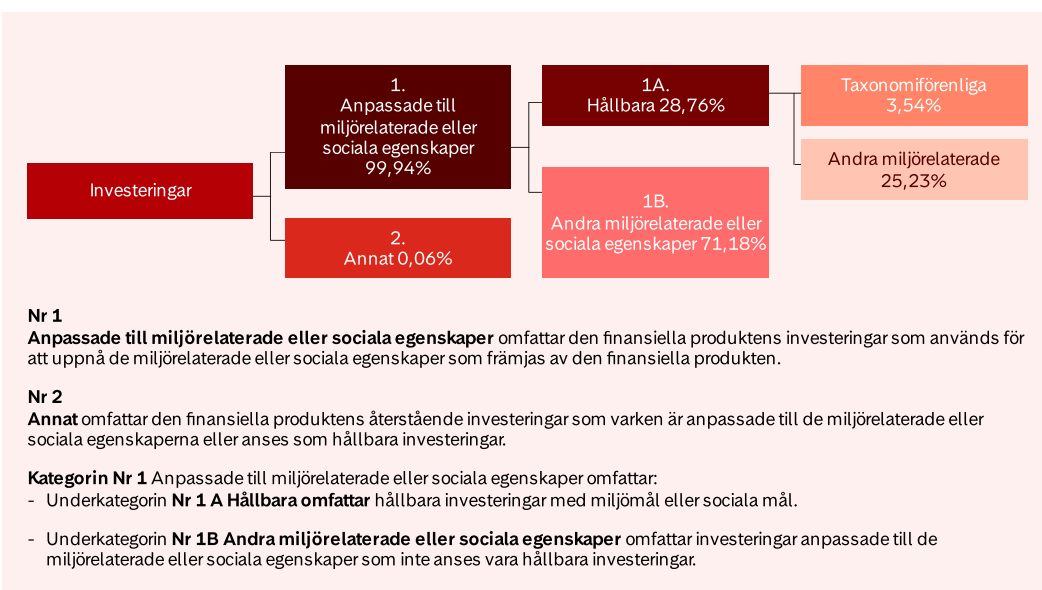 Investeringar
1.
Anpassade till
miljörelaterade eller
sociala egenskaper
99,94%
2.
Annat 0,06%
1A.
Hållbara 28,76%
1B.
Andra miljörelaterade eller
sociala egenskaper 71,18%
Taxonomiförenliga
3,54%
Andra miljörelaterade
25,23%
Nr 1
Anpassade till miljörelaterade eller sociala egenskaper omfattar den finansiella produktens investeringar som används för
att uppnå de miljörelaterade eller sociala egenskaper som främjas av den finansiella produkten.
Nr 2
Annat omfattar den finansiella produktens återstående investeringar som varken är anpassade till de miljörelaterade eller
sociala egenskaperna eller anses som hållbara investeringar.
Kategorin Nr 1 Anpassade till miljörelaterade eller sociala egenskaper omfattar:
- Underkategorin Nr 1 A Hållbara omfattar hållbara investeringar med miljömål eller sociala mål.
- Underkategorin Nr 1B Andra miljörelaterade eller sociala egenskaper omfattar investeringar anpassade till de
miljörelaterade eller sociala egenskaper som inte anses vara hållbara investeringar.